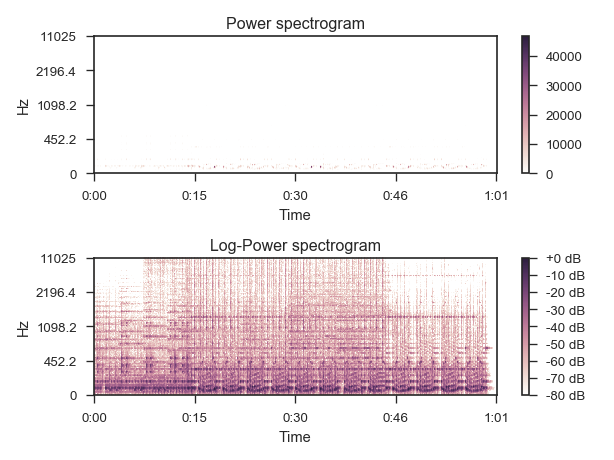 Power spectrogram
11025
2196.4
1098.2
452.2
0
Hz
0:00 0:15 0:30 0:46 1:01
Time
40000
30000
20000
10000
0
Log-Power spectrogram
11025
2196.4
1098.2
452.2
0
Hz
0:00 0:15 0:30 0:46 1:01
Time
+0 dB
-10 dB
-20 dB
-30 dB
-40 dB
-50 dB
-60 dB
-70 dB
-80 dB